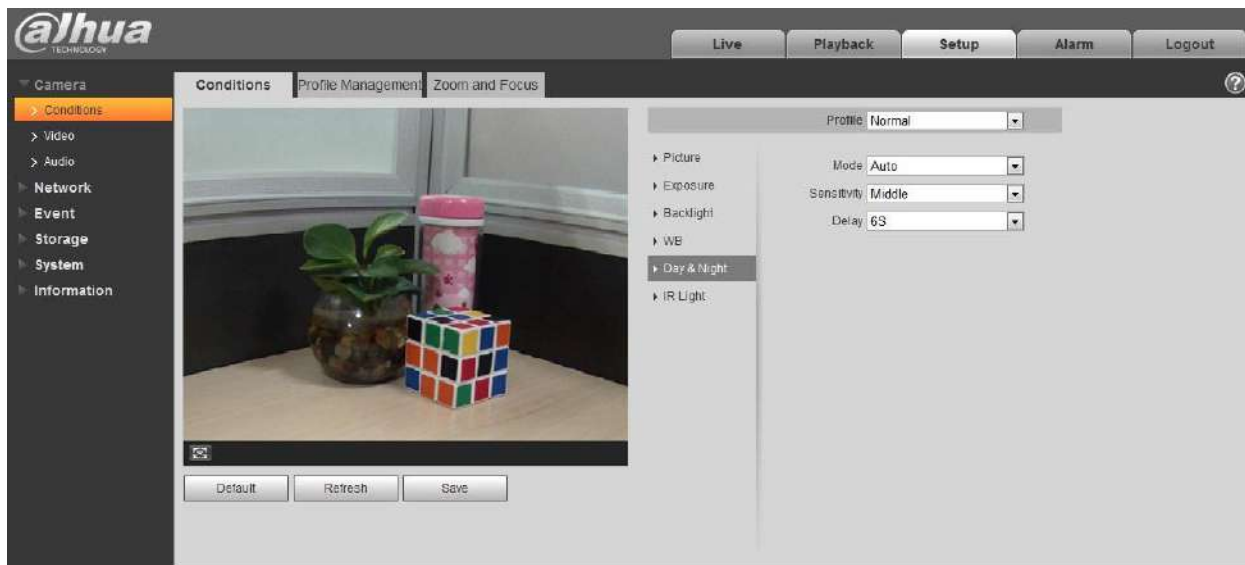 alhua
TECHNOLOGY
Live
Playback
Setup
Alarm
Logout
Camera
Conditions
Video
Audio
Network
Event
Storage
System
Information
Conditions
Profile Management
Zoom and Focus
?
Profile Normal
Picture
Exposure
Backlight
WB
Day & Night
IR Light
Mode Auto
Sensitivity Middle
Delay 6S
Default
Refresh
Save